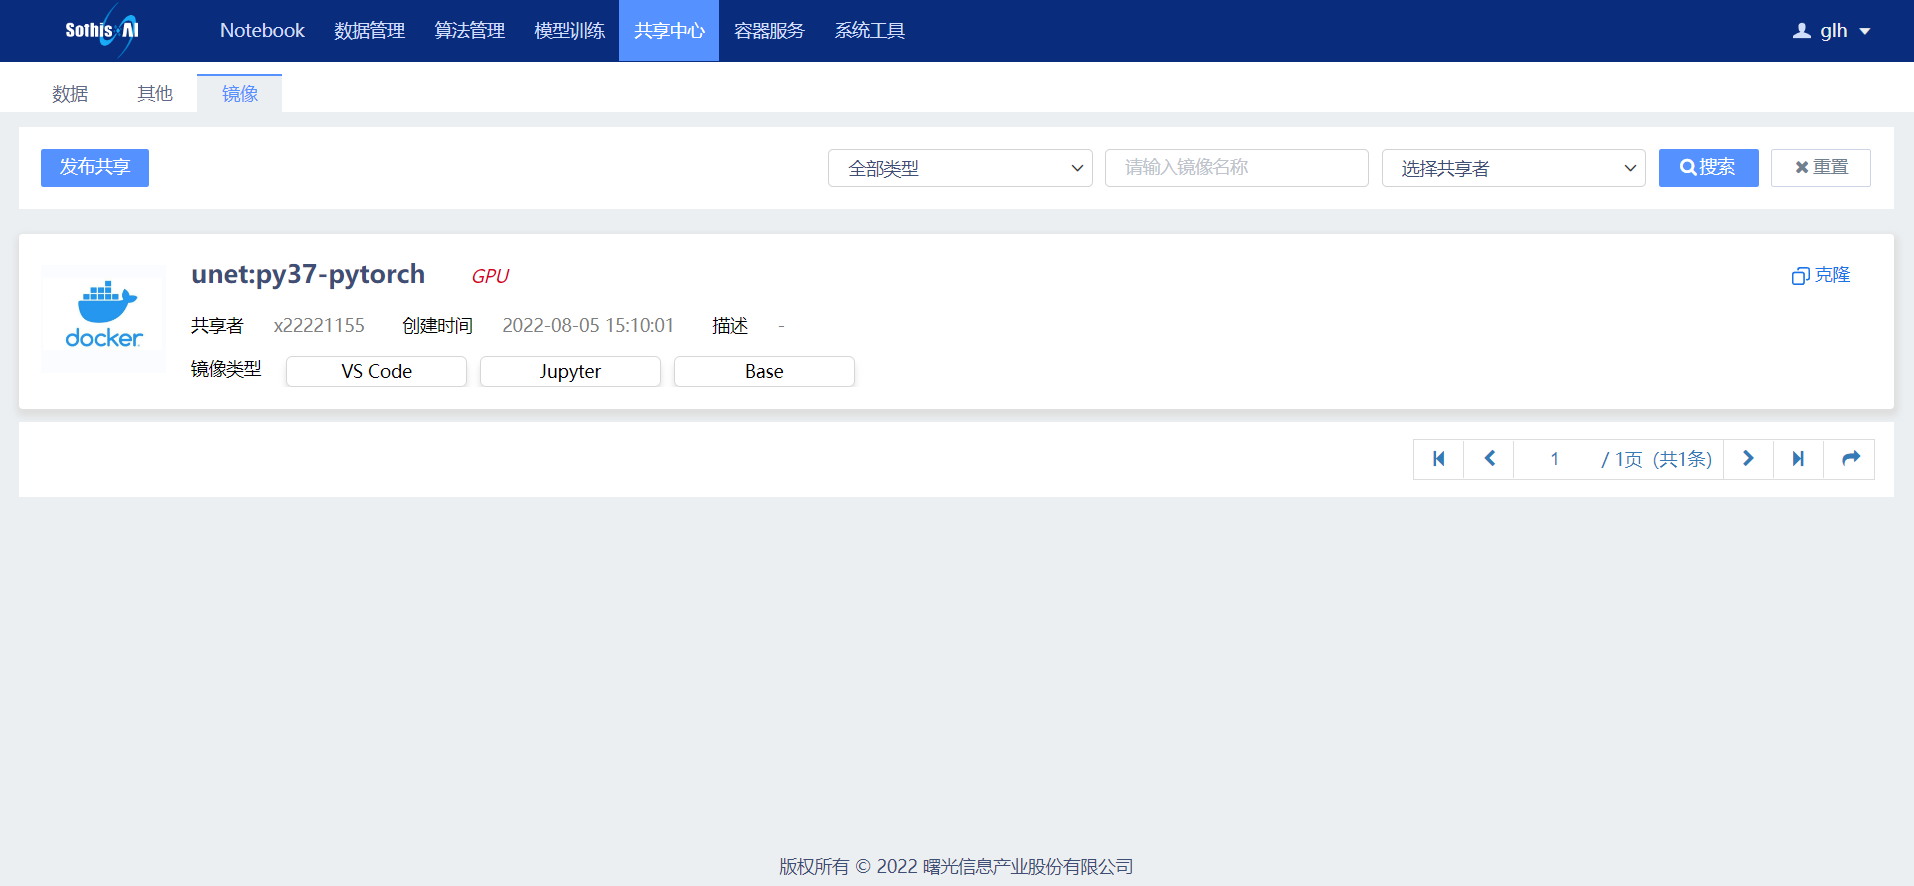 SothisAI Notebook 数据管理 算法管理 模型训练 共享中心 容器服务 系统工具 glh
数据 其他 镜像
发布共享 全部类型 请输入镜像名称 选择共享者 搜索 重置
unet:py37-pytorch GPU 克隆
docker
共享者 x22221155 创建时间 2022-08-05 15:10:01 描述 -
镜像类型 VS Code Jupyter Base
1 / 1页 (共1条)
版权所有 © 2022 曙光信息产业股份有限公司